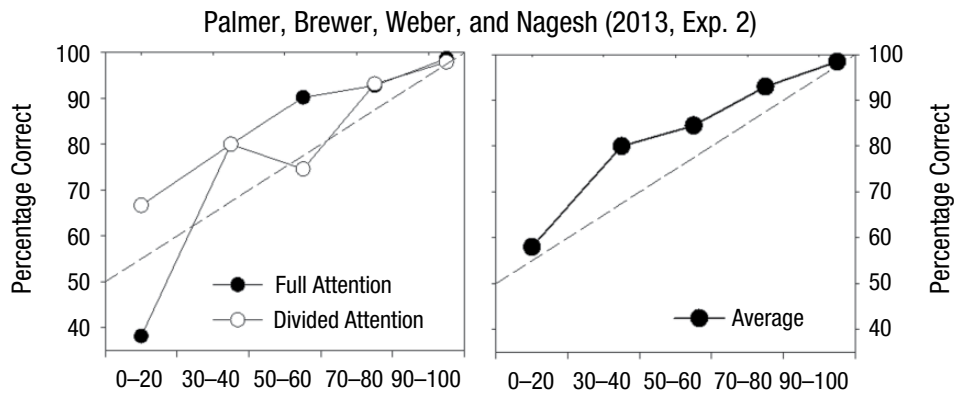 Palmer, Brewer, Weber, and Nagesh (2013, Exp. 2)
Percentage Correct
100
90
80
70
60
50
40
Full Attention
Divided Attention
0–20 30–40 50–60 70–80 90–100
Average
0–20 30–40 50–60 70–80 90–100
100
90
80
70
60
50
40
Percentage Correct